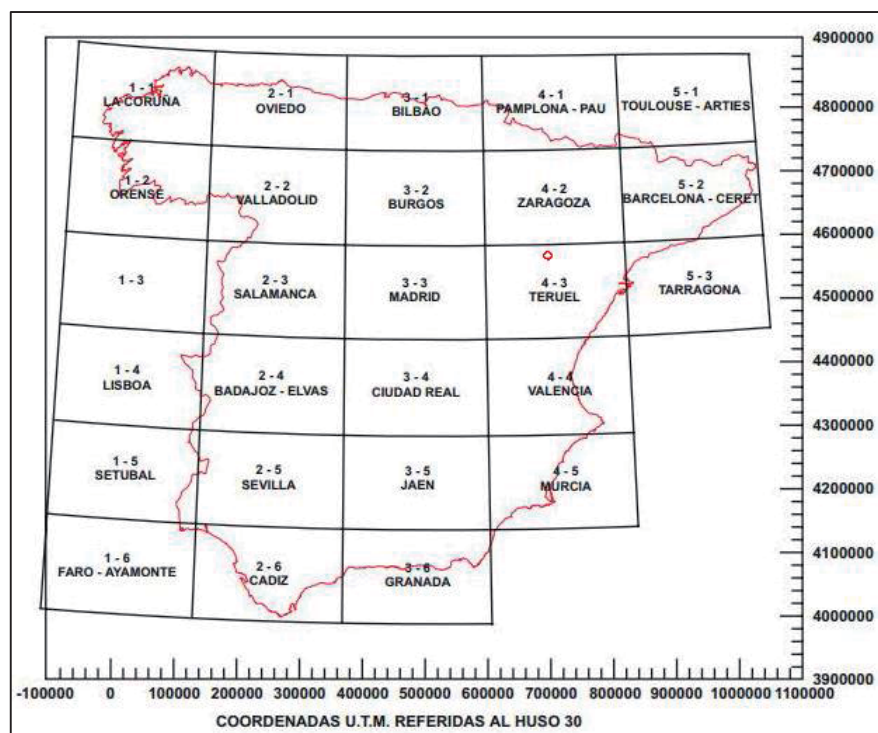 4900000
1 - 1
LA CORUÑA
2 - 1
OVIEDO
3 - 1
BILBAO
4 - 1
PAMPLONA - PAU
5 - 1
TOULOUSE - ARTIES
4800000
1 - 2
ORENSE
2 - 2
VALLADOLID
3 - 2
BURGOS
4 - 2
ZARAGOZA
5 - 2
BARCELONA - CERET
4700000
4600000
1 - 3
2 - 3
SALAMANCA
3 - 3
MADRID
4 - 3
TERUEL
5 - 3
TARRAGONA
4500000
1 - 4
LISBOA
2 - 4
BADAJOZ - ELVAS
3 - 4
CIUDAD REAL
4 - 4
VALENCIA
4400000
4300000
1 - 5
SETUBAL
2 - 5
SEVILLA
3 - 5
JAEN
4 - 5
MURCIA
4200000
1 - 6
FARO - AYAMONTE
2 - 6
CADIZ
3 - 6
GRANADA
4100000
4000000
3900000
-100000 0 100000 200000 300000 400000 500000 600000 700000 800000 900000 1000000 1100000
COORDENADAS U.T.M. REFERIDAS AL HUSO 30